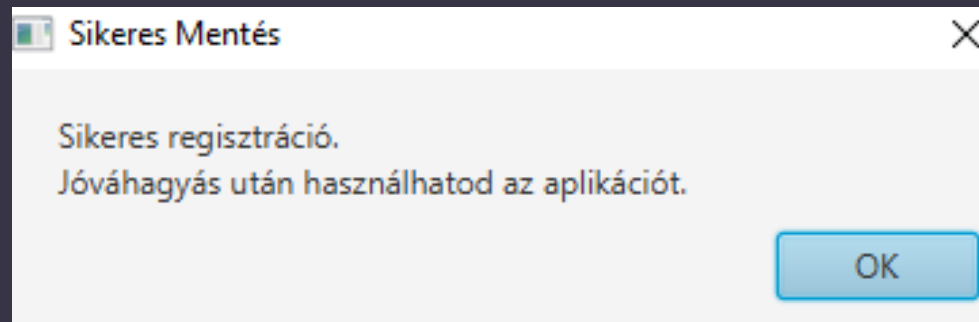 Sikeres Mentés
Sikeres regisztráció.
Jóváhagyás után használhatod az aplikációt.
OK